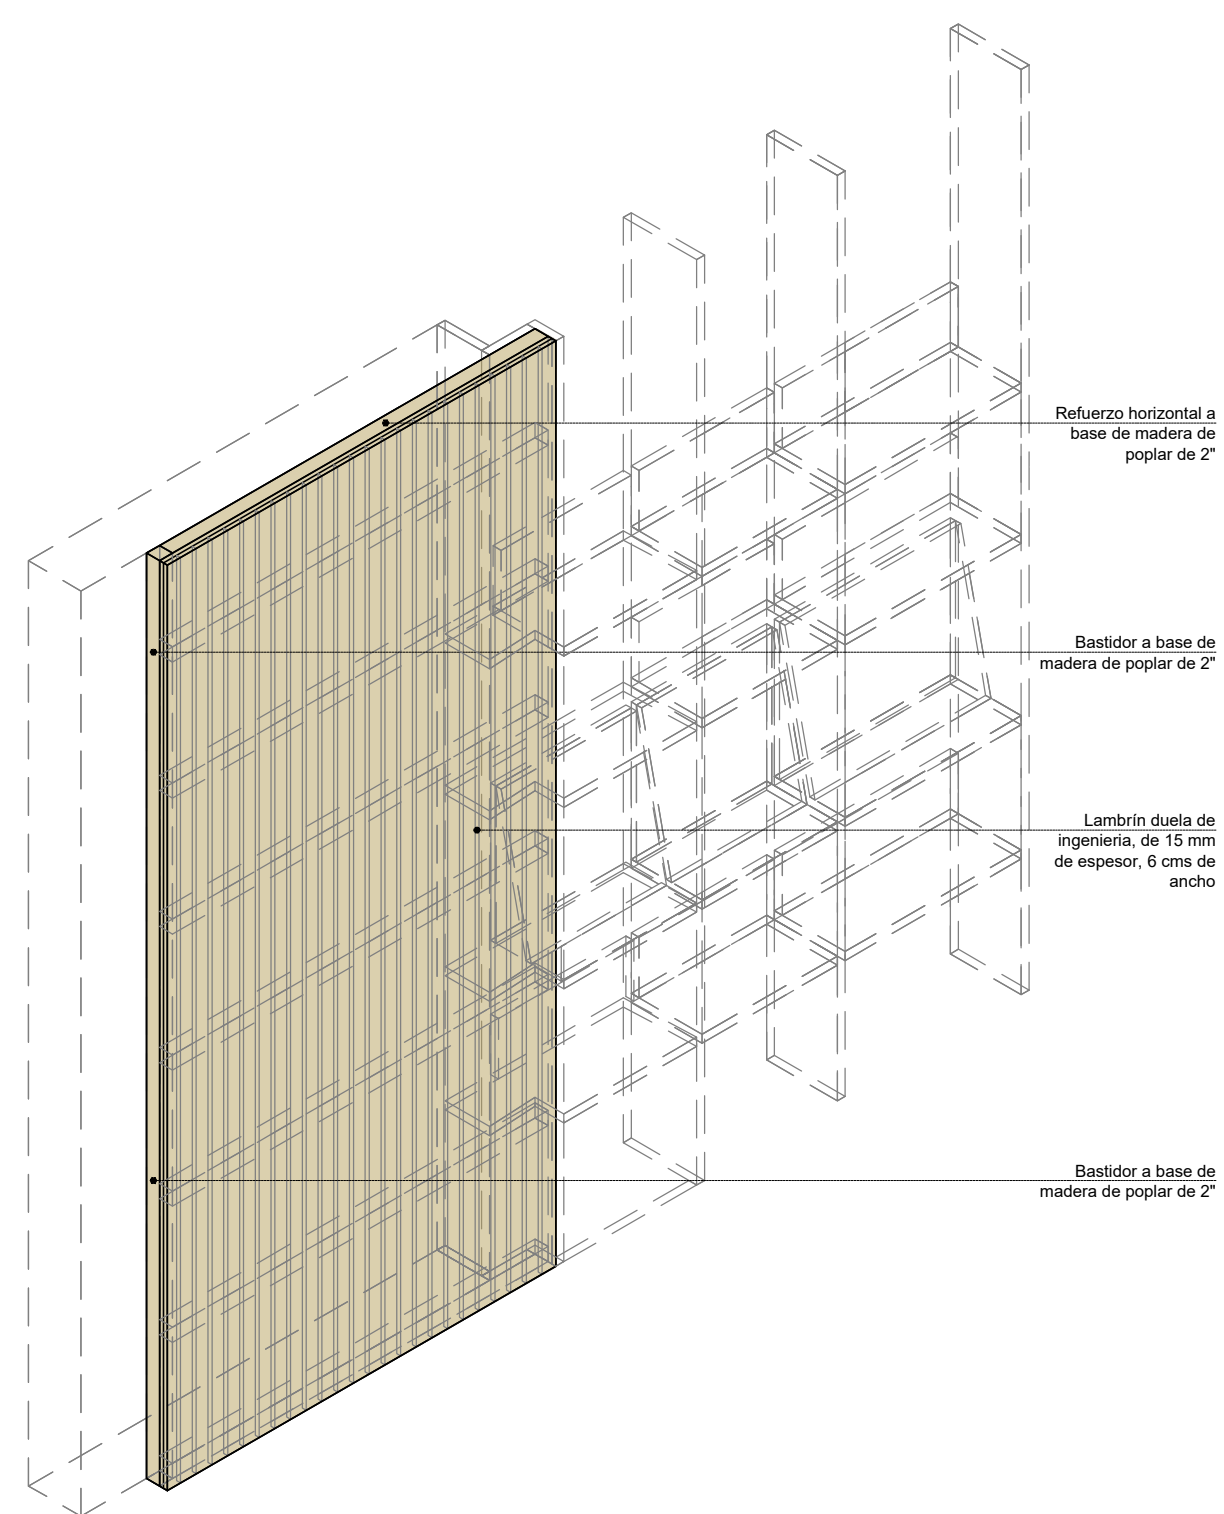 Refuerzo horizontal a
base de madera de
poplar de 2"
Bastidor a base de
madera de poplar de 2"
Lambrín duela de
ingenieria, de 15 mm
de espesor, 6 cms de
ancho
Bastidor a base de
madera de poplar de 2"